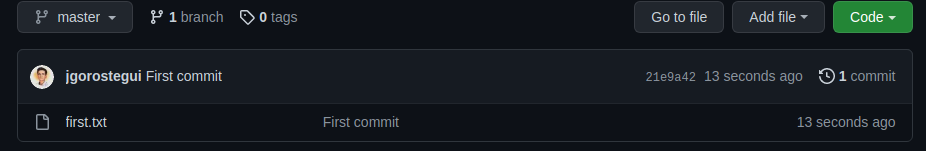 master 1 branch 0 tags Go to file Add file Code
jgorostegui First commit 21e9a42 13 seconds ago 1 commit
first.txt First commit 13 seconds ago